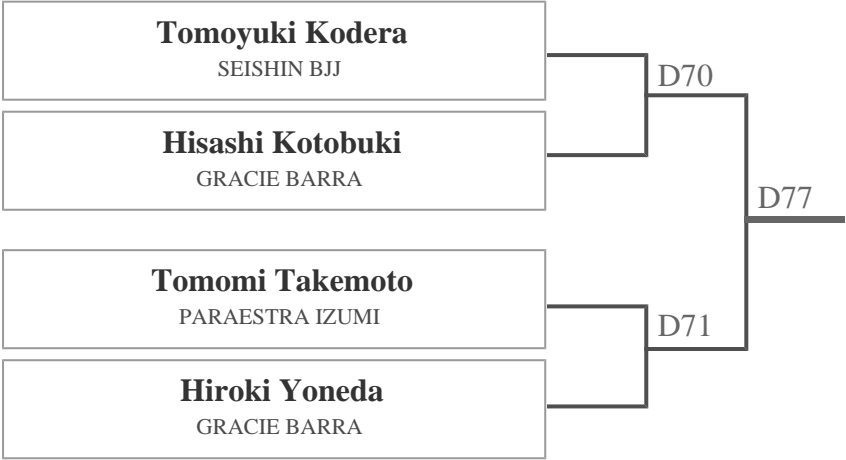 Tomoyuki Kodera
SEISHIN BJJ
D70
Hisashi Kotobuki
GRACIE BARRA
D77
Tomomi Takemoto
PARAESTRA IZUMI
D71
Hiroki Yoneda
GRACIE BARRA